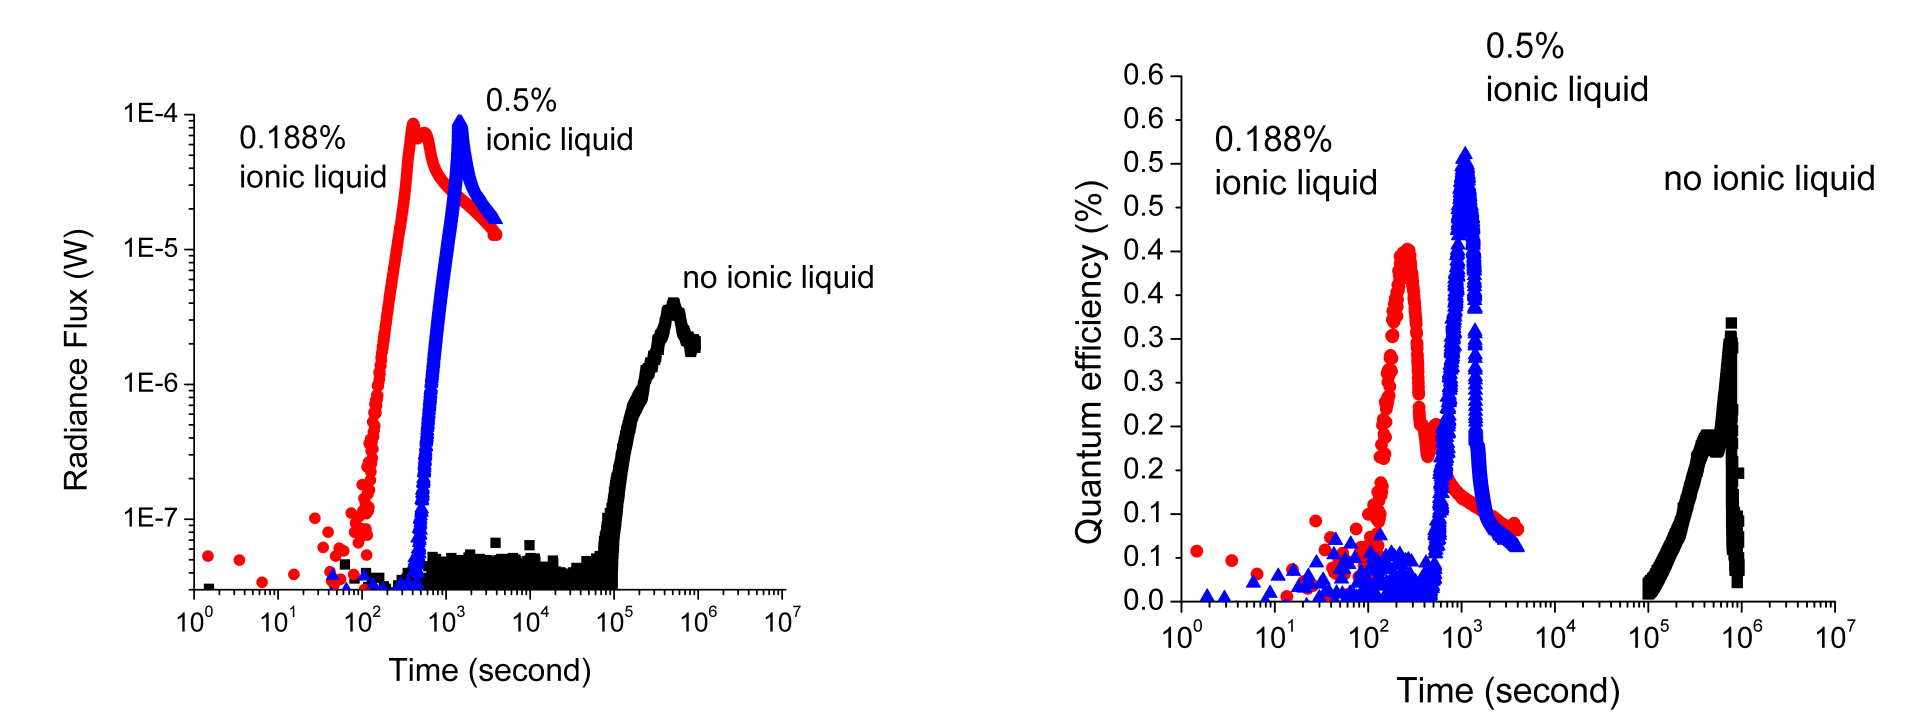 1E-4
1E-5
1E-6
1E-7
Radiance Flux (W)
0.188%
ionic liquid
0.5%
ionic liquid
no ionic liquid
10⁰ 10¹ 10² 10³ 10⁴ 10⁵ 10⁶ 10⁷
Time (second)
0.6
0.6
0.5
0.5
0.4
0.4
0.3
0.3
0.2
0.2
0.1
0.1
0.0
Quantum efficiency (%)
0.188%
ionic liquid
0.5%
ionic liquid
no ionic liquid
10⁰ 10¹ 10² 10³ 10⁴ 10⁵ 10⁶ 10⁷
Time (second)